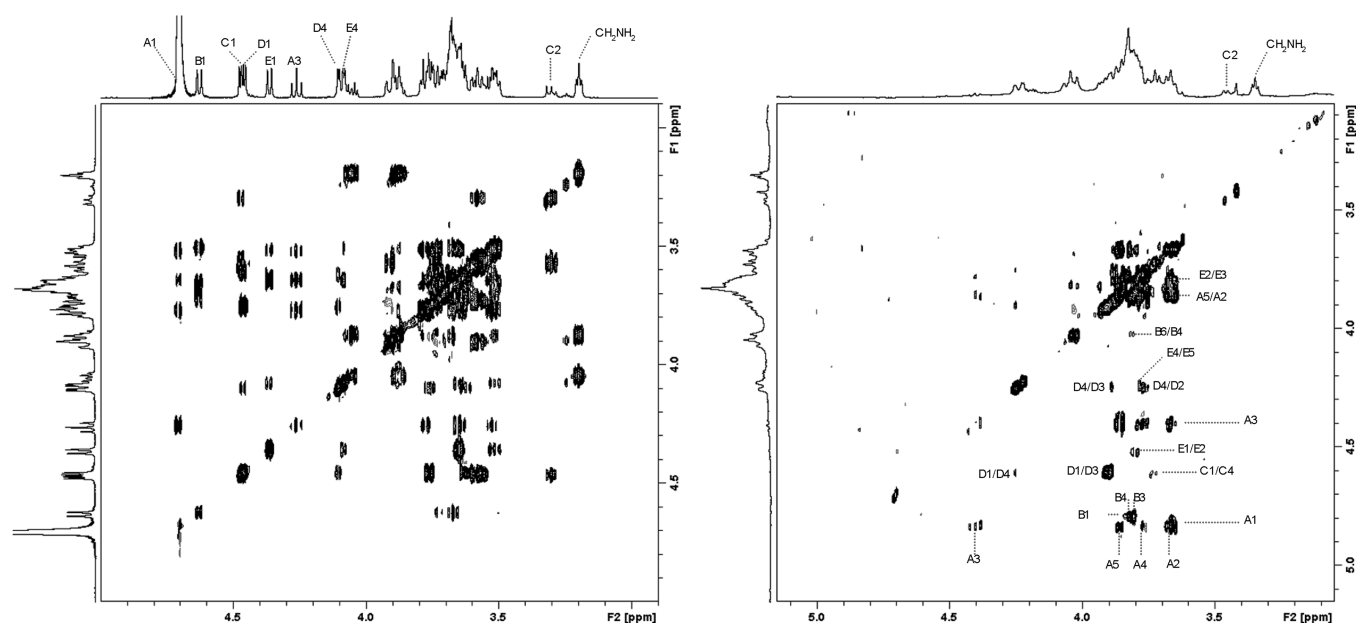 A1
B1
C1
D1
E1
A3
D4
E4
C2
CH₂NH₂
F1 [ppm]
3.5
4.0
4.5
4.5
4.0
3.5
F2 [ppm]
C2
CH₂NH₂
F1 [ppm]
3.5
E2/E3
A5/A2
4.0
B6/B4
E4/E5
D4/D3
D4/D2
A3
E1/E2
4.5
D1/D4
D1/D3
C1/C4
B4
B3
B1
A1
A3
A5
A4
A2
5.0
5.0
4.5
4.0
3.5
F2 [ppm]